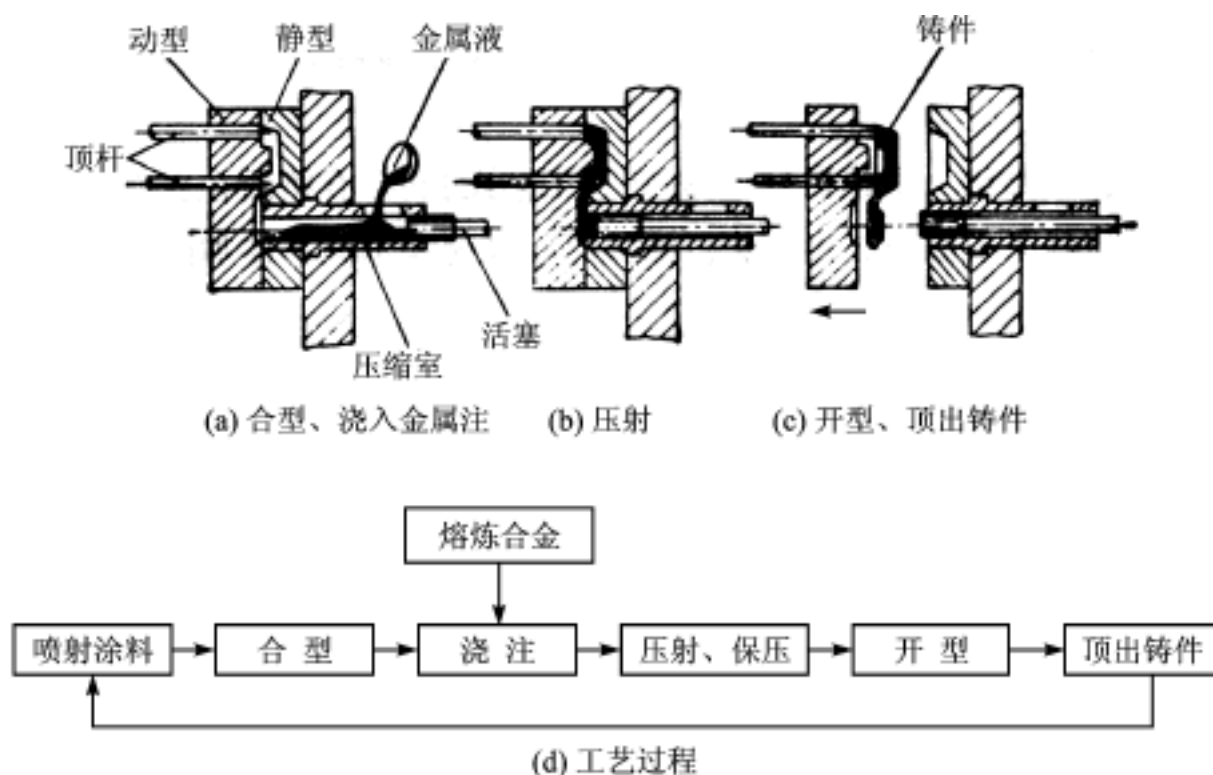 动型
静型
金属液
铸件
顶杆
活塞
压缩室
(a) 合型、浇入金属注
(b) 压射
(c) 开型、顶出铸件
熔炼合金
喷射涂料
合 型
浇 注
压射、保压
开 型
顶出铸件
(d) 工艺过程